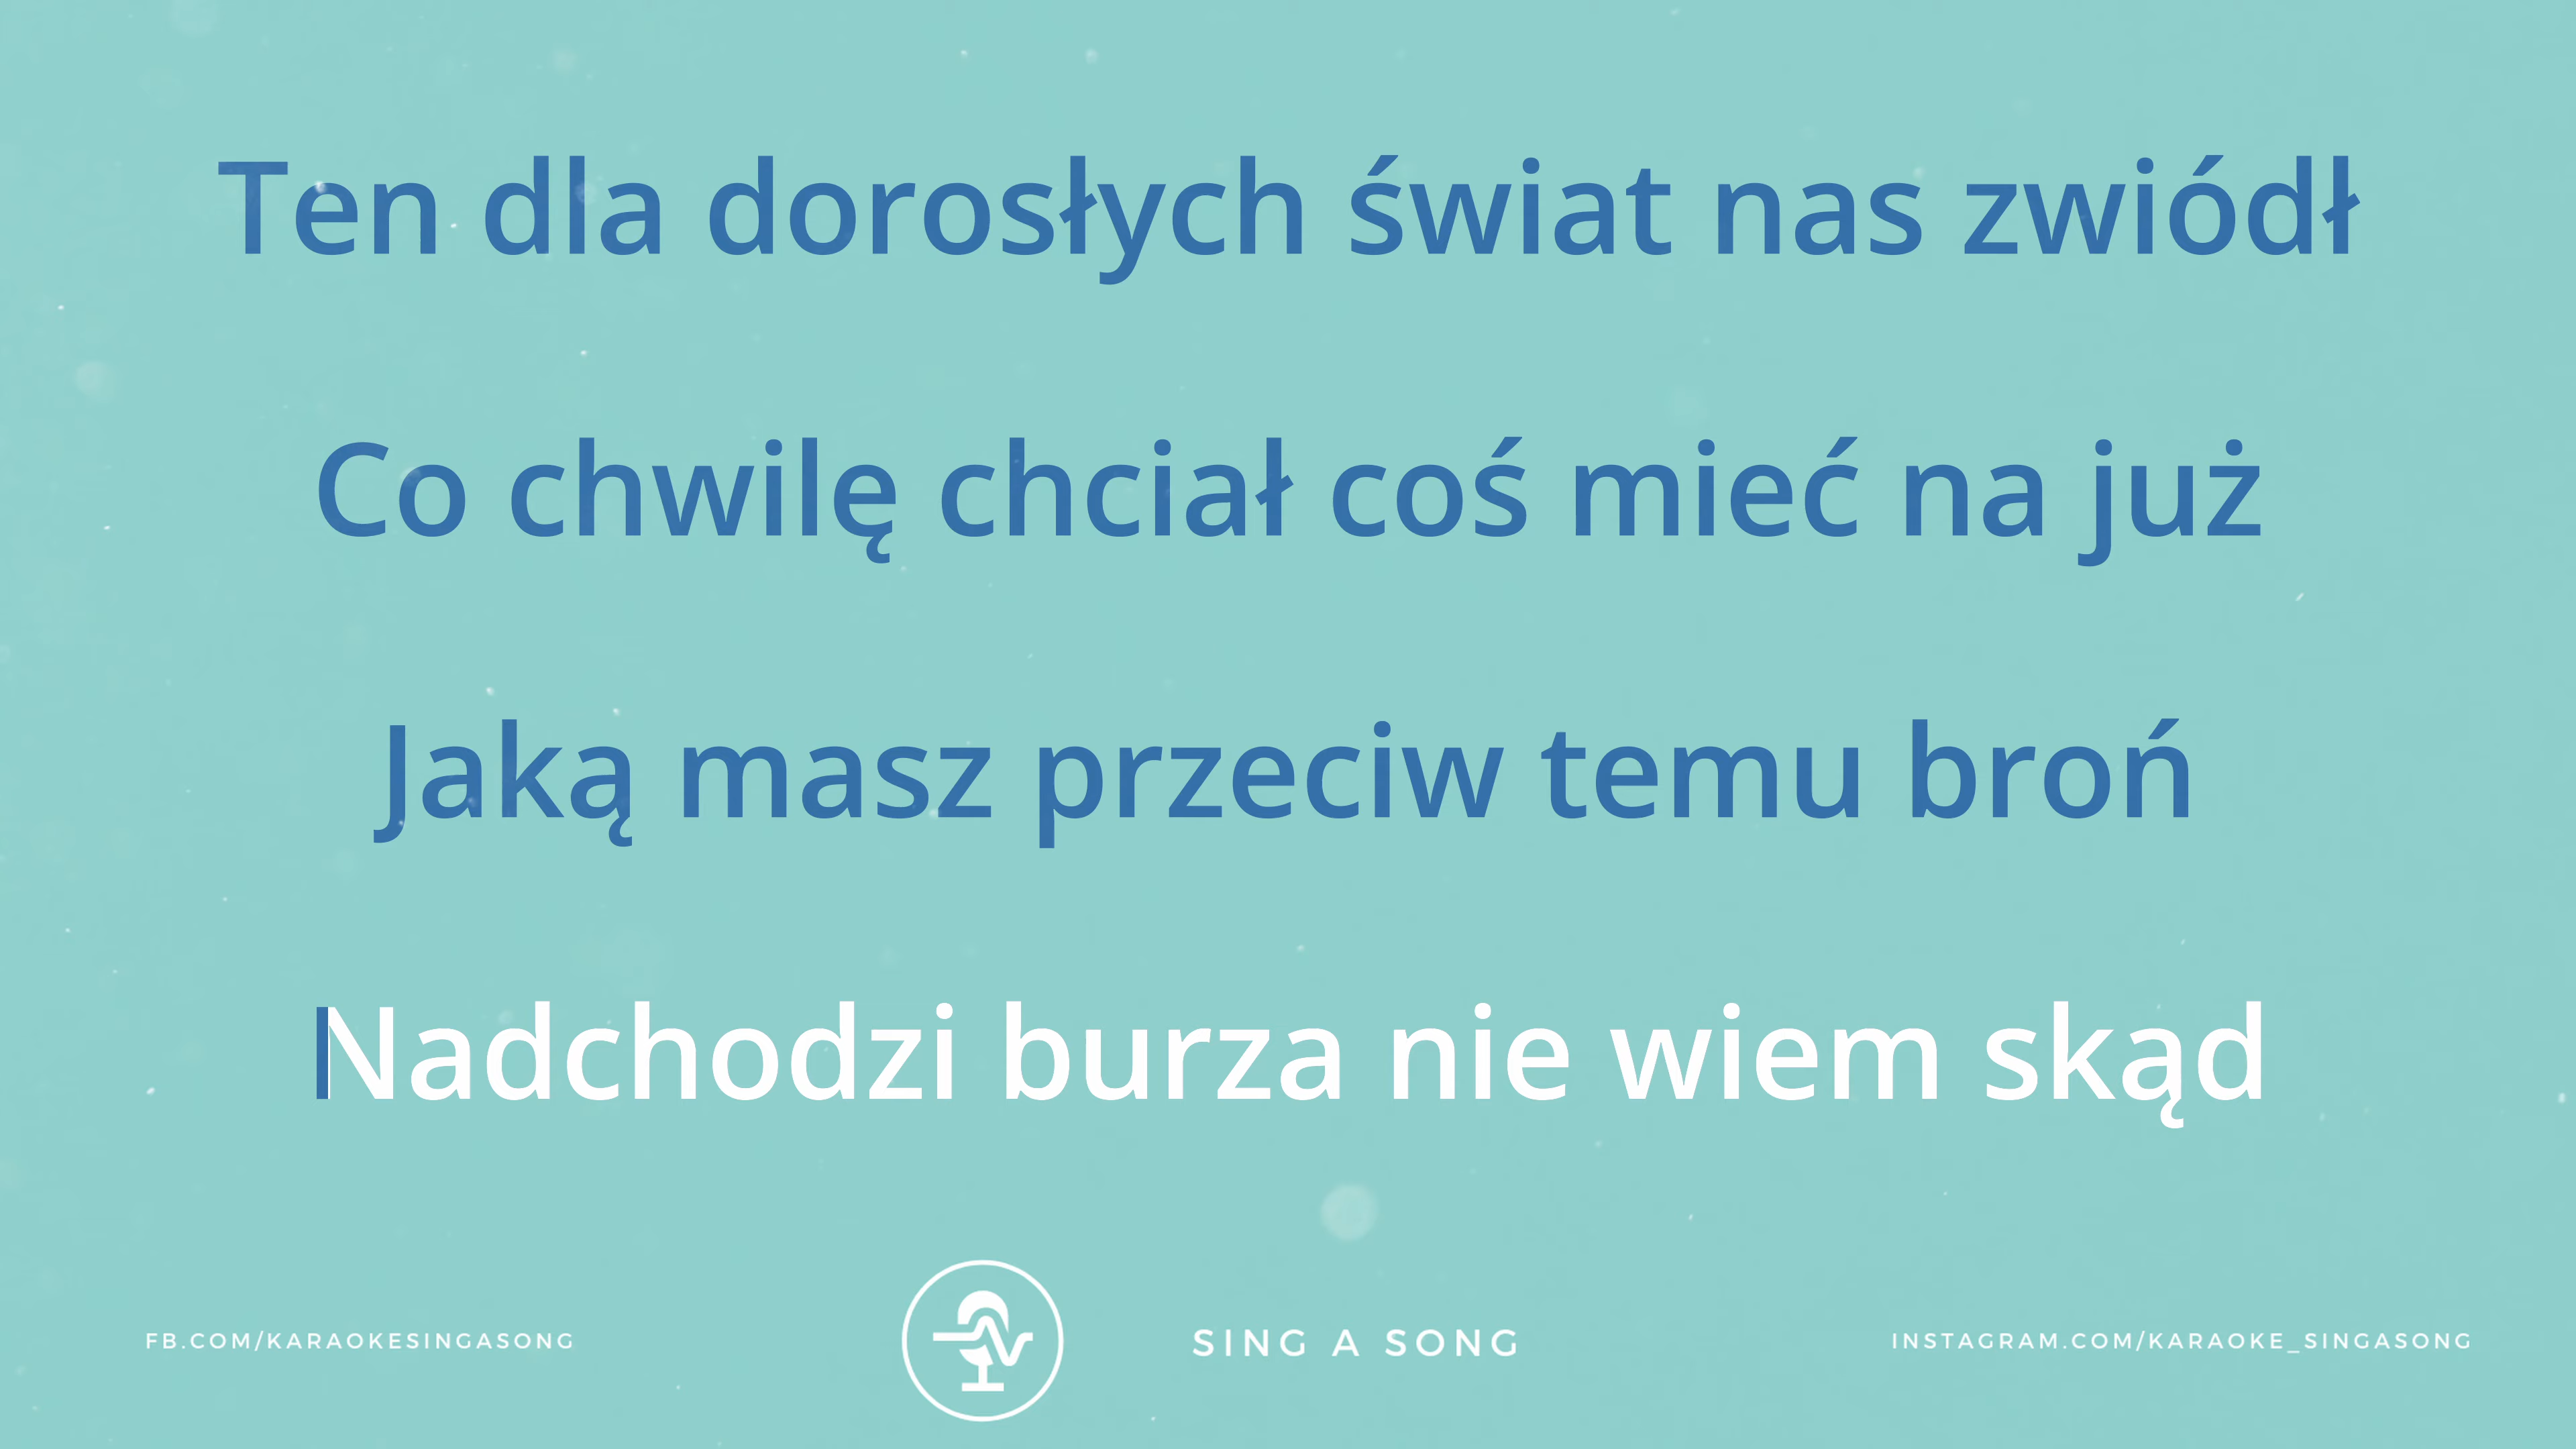 Ten dla dorosłych świat nas zwiódł
Co chwilę chciał coś mieć na już
Jaką masz przeciw temu broń
Nadchodzi burza nie wiem skąd
FB.COM/KARAOKESINGASONG
SING A SONG
INSTAGRAM.COM/KARAOKE_SINGASONG